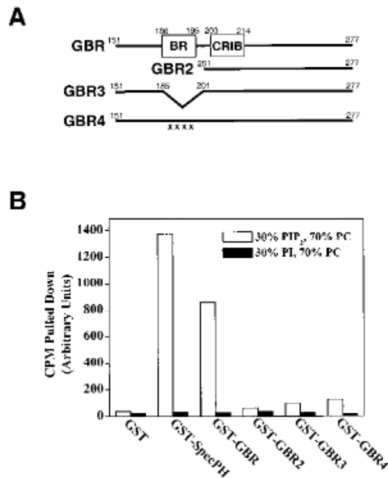 A
151 186 195 203 214 277
GBR BR CRIB
201 277
GBR2
151 185 201 277
GBR3
151 277
GBR4
xxxx
B
CPM Pulled Down
(Arbitrary Units)
1400
1200
1000
800
600
400
200
0
30% PIP2, 70% PC
30% PI, 70% PC
GST
GST-SpecPH
GST-GBR
GST-GBR2
GST-GBR3
GST-GBR4